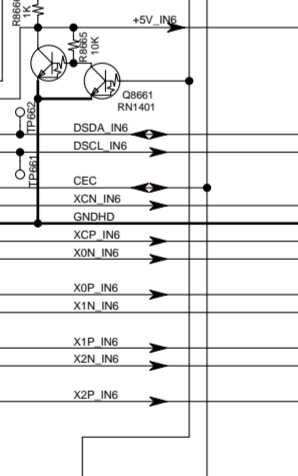 R8666
1K
+5V_IN6
R8665
10K
Q8661
RN1401
TP662
DSDA_IN6
DSCL_IN6
TP661
CEC
XCN_IN6
GNDHD
XCP_IN6
X0N_IN6
X0P_IN6
X1N_IN6
X1P_IN6
X2N_IN6
X2P_IN6